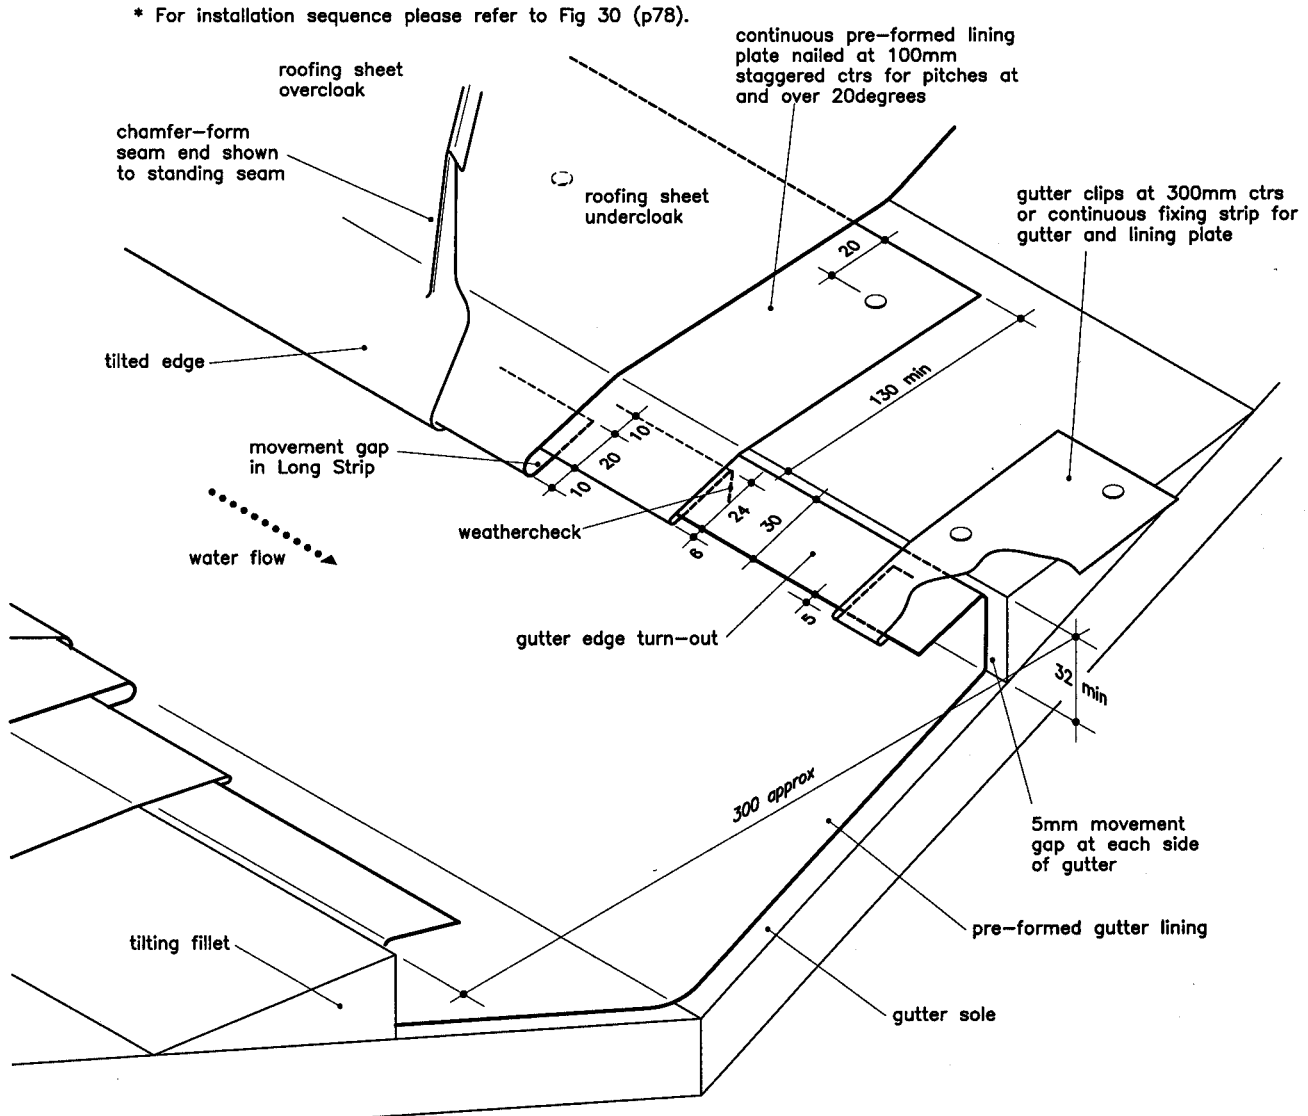 * For installation sequence please refer to Fig 30 (p78).
continuous pre-formed lining
plate nailed at 100mm
staggered ctrs for pitches at
and over 20degrees
roofing sheet
overcloak
chamfer-form
seam end shown
to standing seam
roofing sheet
undercloak
gutter clips at 300mm ctrs
or continuous fixing strip for
gutter and lining plate
20
tilted edge
130 min
movement gap
in Long Strip
10
20
10
weathercheck
24
30
6
water flow
5
gutter edge turn-out
32 min
300 approx
5mm movement
gap at each side
of gutter
pre-formed gutter lining
tilting fillet
gutter sole